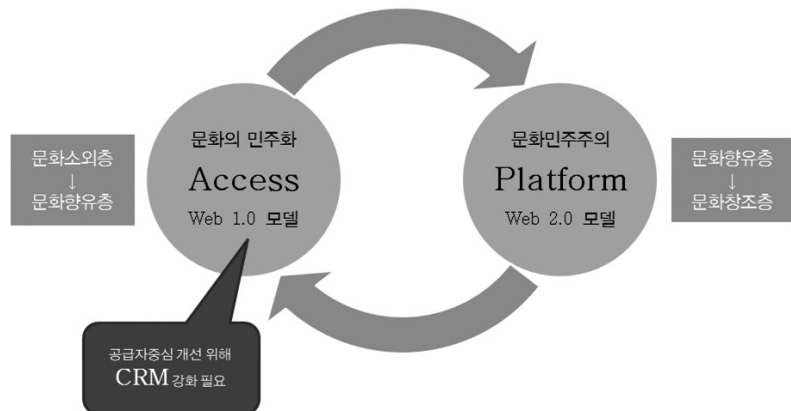 문화소외층
↓
문화향유층
문화의 민주화
Access
Web 1.0 모델
문화민주주의
Platform
Web 2.0 모델
문화향유층
↓
문화창조층
공급자중심 개선 위해
CRM 강화 필요